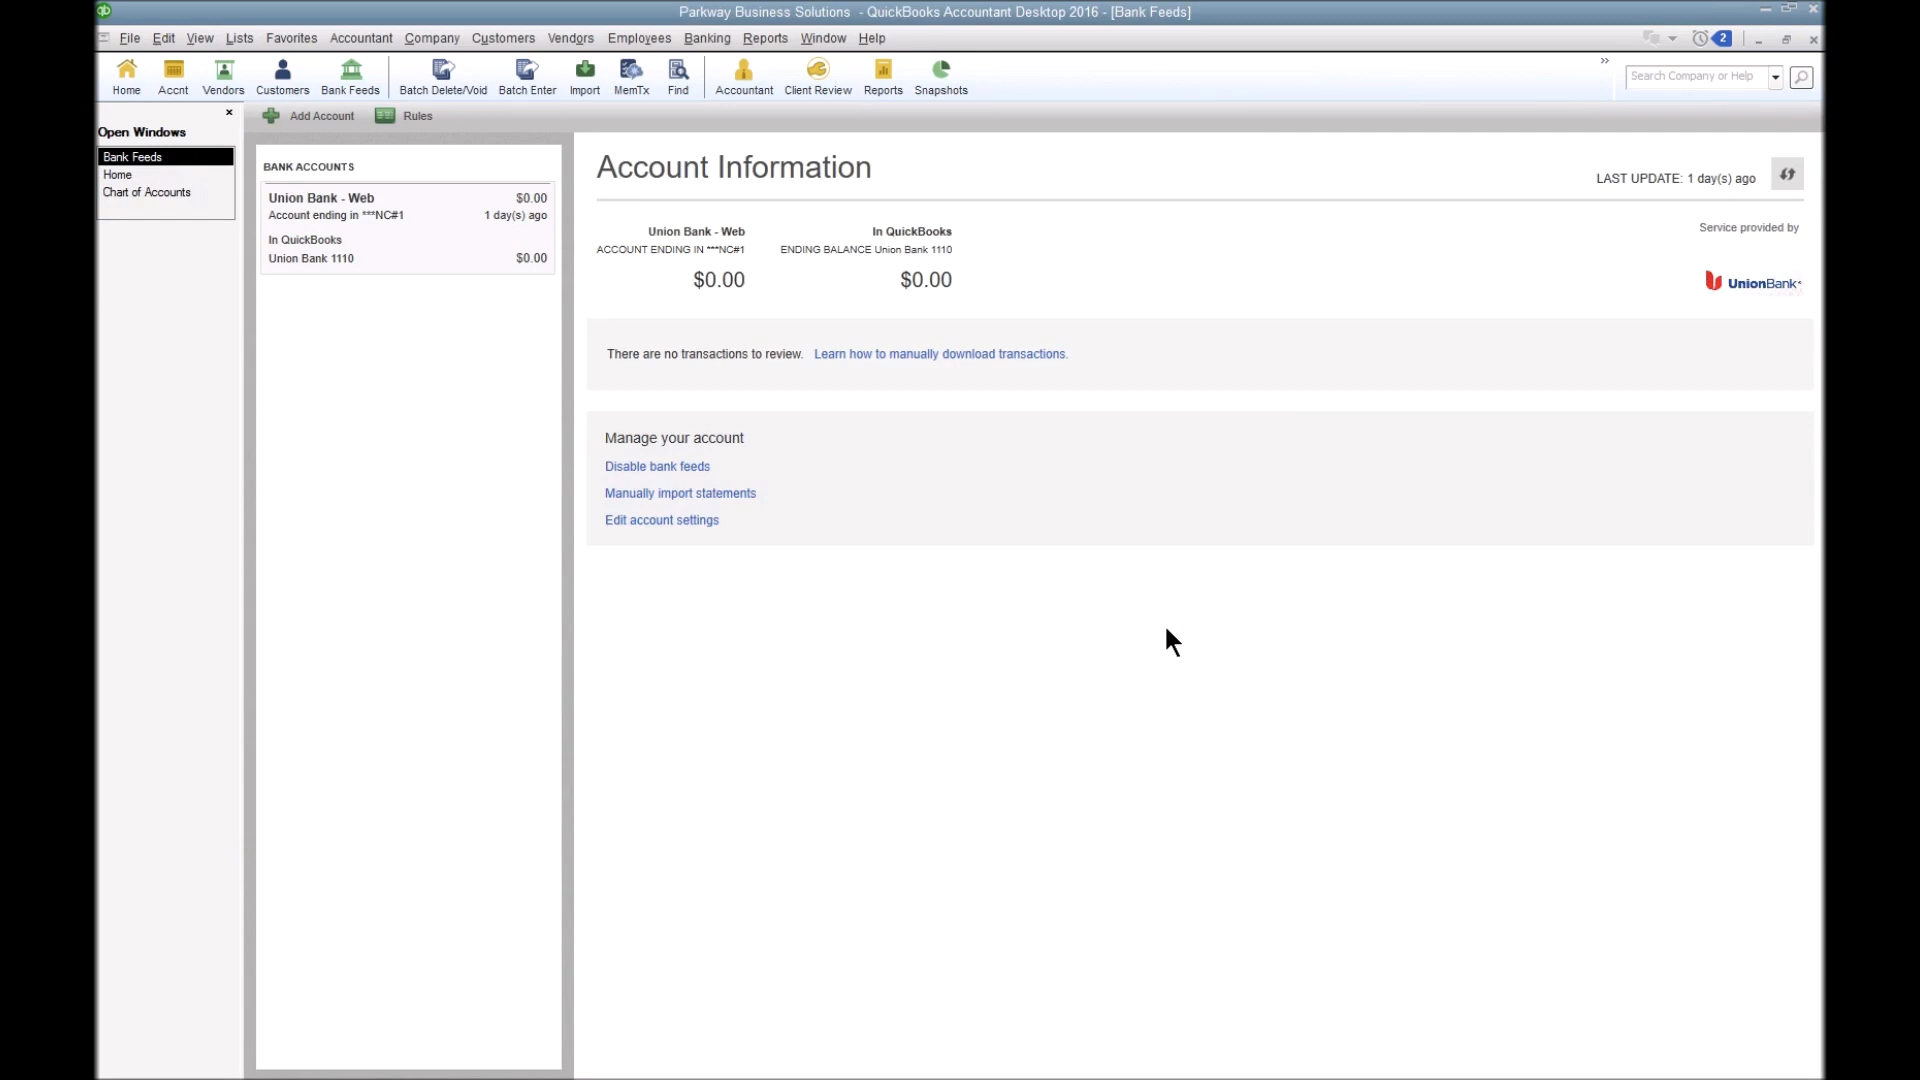 Parkway Business Solutions - QuickBooks Accountant Desktop 2016 - [Bank Feeds]
File Edit View Lists Favorites Accountant Company Customers Vendors Employees Banking Reports Window Help
2
Home Accnt Vendors Customers Bank Feeds Batch Delete/Void Batch Enter Import MemTx Find Accountant Client Review Reports Snapshots
Search Company or Help
Open Windows
Bank Feeds
Home
Chart of Accounts
Add Account Rules
BANK ACCOUNTS
Union Bank - Web $0.00
Account ending in ***NC#1 1 day(s) ago
In QuickBooks
Union Bank 1110 $0.00
Account Information
LAST UPDATE: 1 day(s) ago
Union Bank - Web In QuickBooks
ACCOUNT ENDING IN ***NC#1 ENDING BALANCE Union Bank 1110
$0.00 $0.00
Service provided by
UnionBank
There are no transactions to review. Learn how to manually download transactions.
Manage your account
Disable bank feeds
Manually import statements
Edit account settings